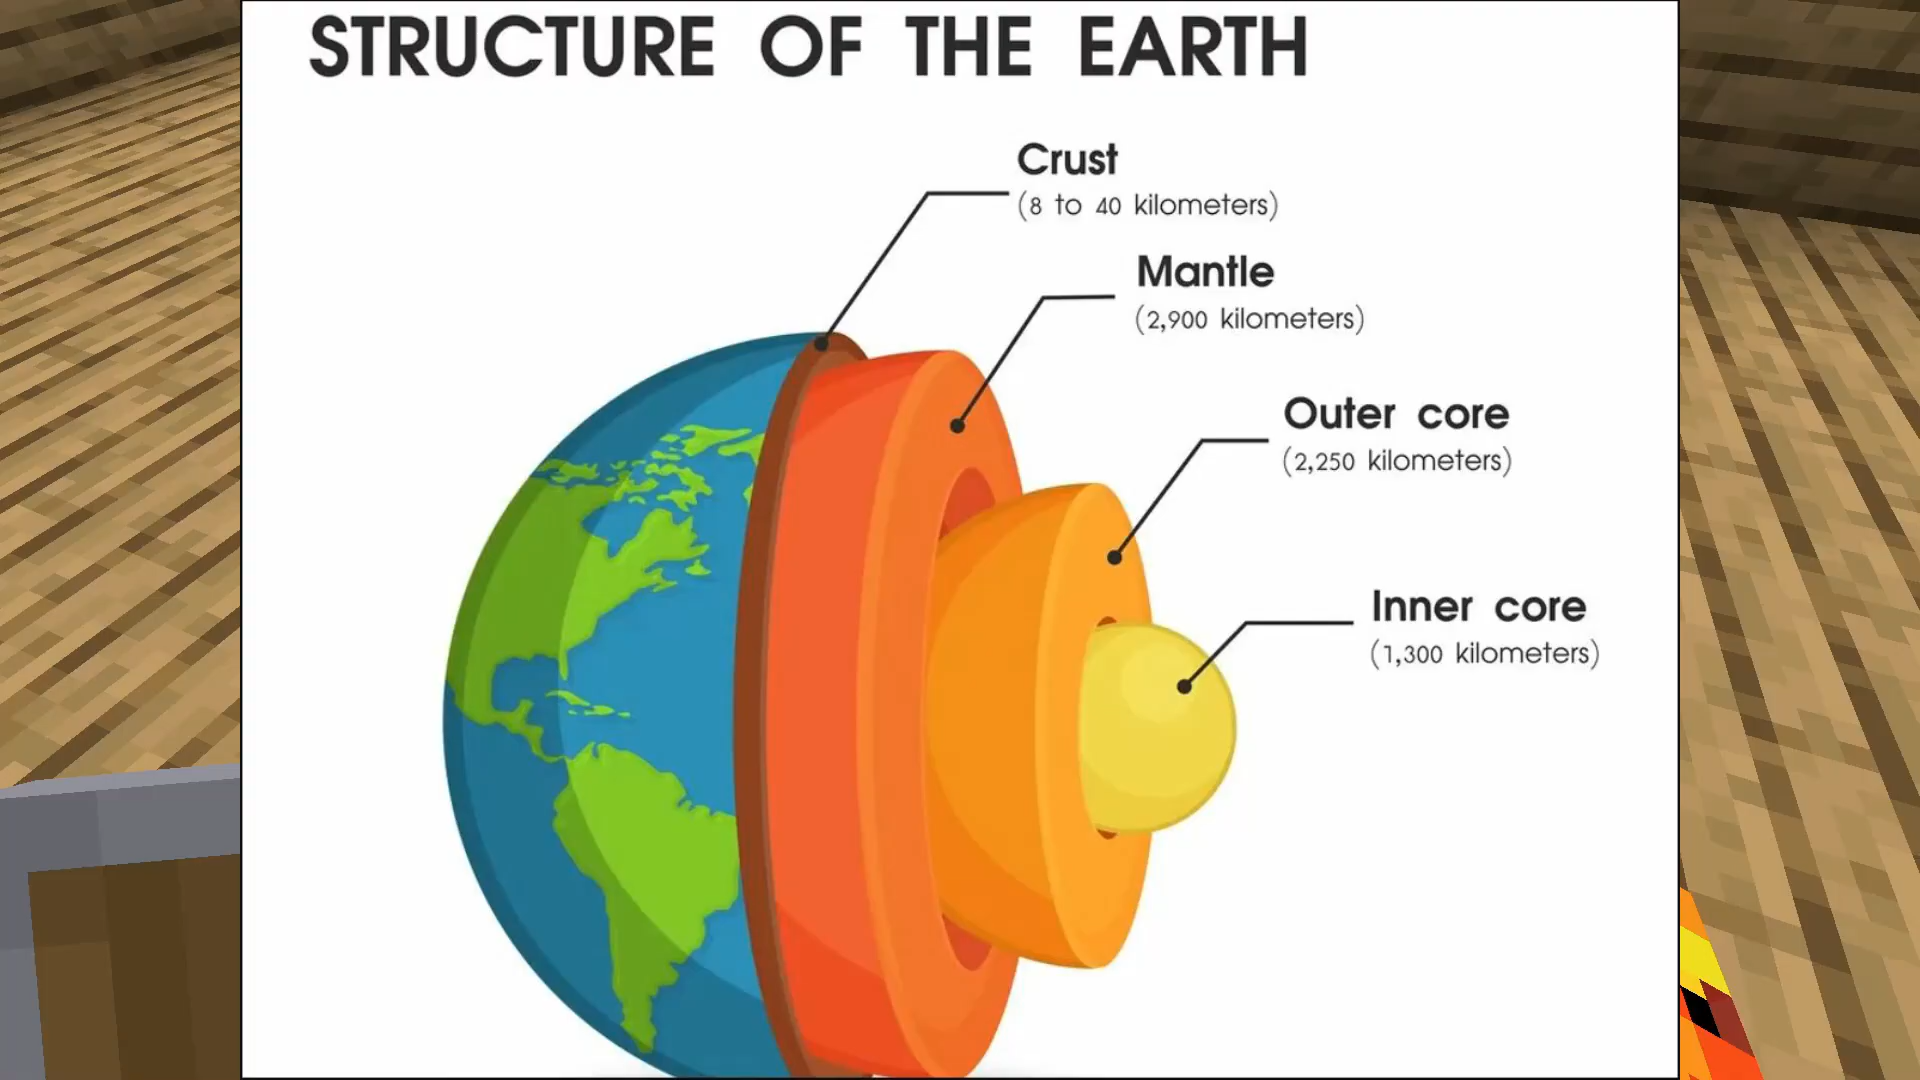 STRUCTURE OF THE EARTH
Crust
(8 to 40 kilometers)
Mantle
(2,900 kilometers)
Outer core
(2,250 kilometers)
Inner core
(1,300 kilometers)